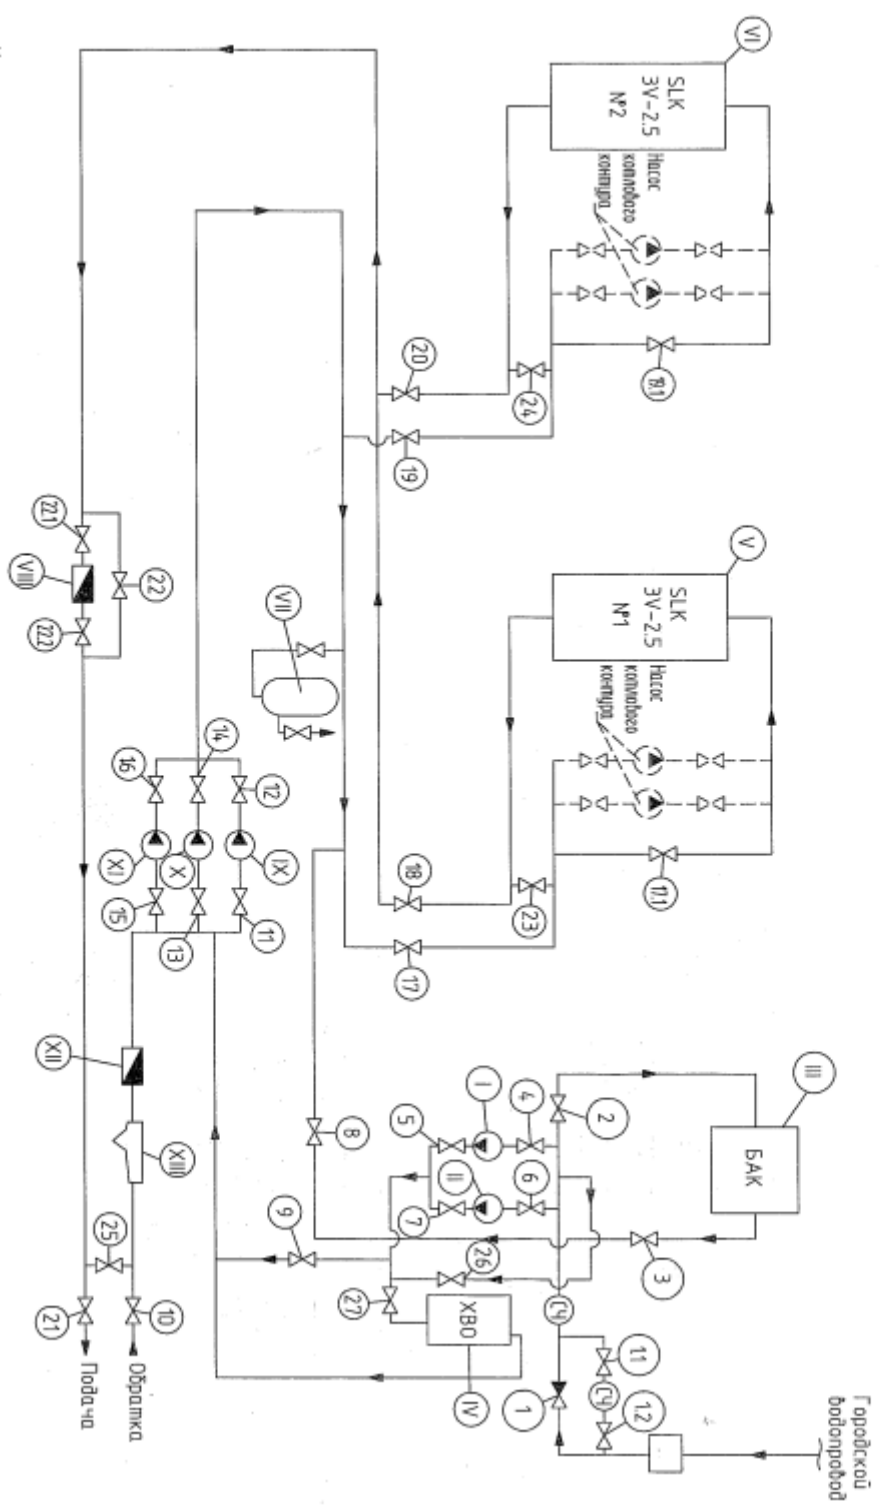 Городской
водопровод
III
БАК
VI
SLK
ЗV-2.5
№2
V
SLK
ЗV-2.5
№1
Насос
котлового
контура
Насос
котлового
контура
19.1
17.1
3
1.1
СЧ
1.2
2
СЧ
1
24
23
4
6
I
II
26
ХВО
IV
20
19
18
17
5
7
27
8
9
VII
14
12
22
16
IX
X
XI
11
13
15
XIII
10
Обратка
22.1
VIII
22.2
XII
25
21
Подача